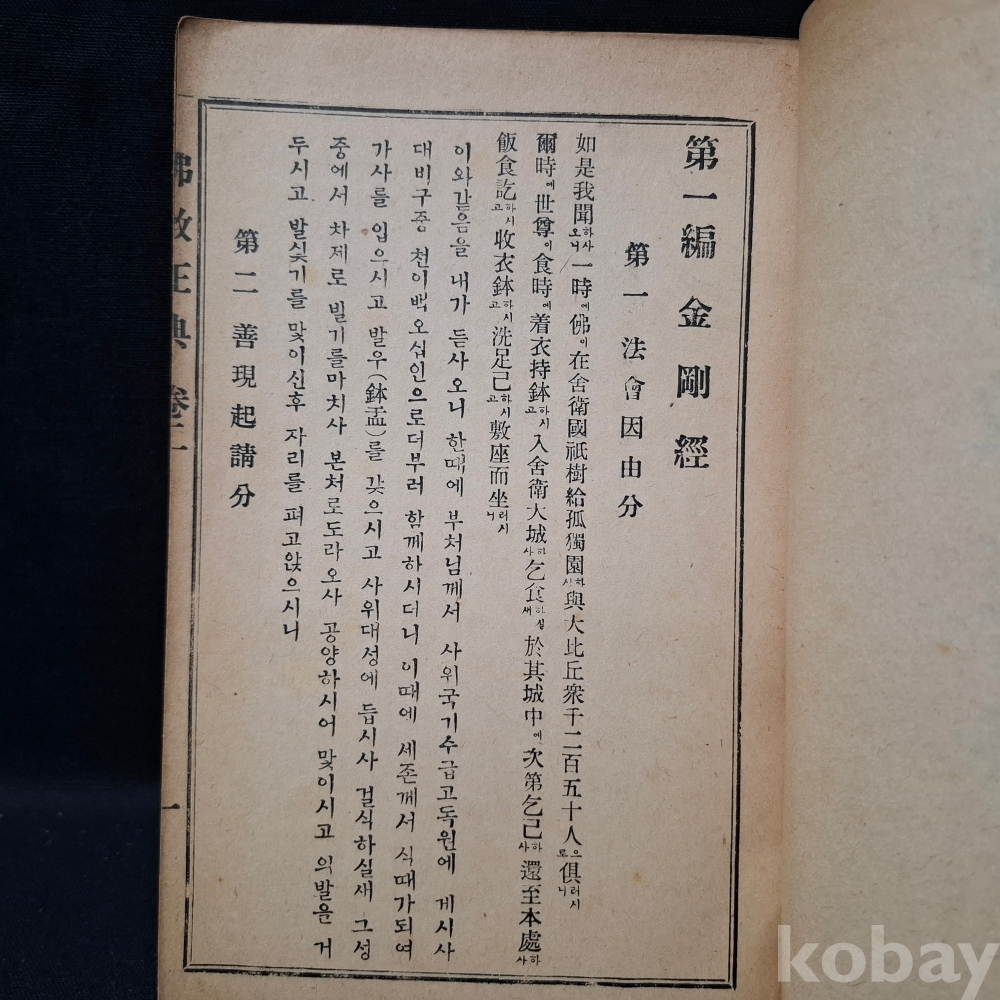 第一編 金剛經
第一 法會因由分
如是我聞하사오니一時에佛이在舍衛國祇樹給孤獨園하사與大比丘衆千二百五十人으로俱러시니
爾時에世尊이食時에着衣持鉢하시고入舍衛大城하사乞食하실새於其城中에次第乞已하사還至本處하사
飯食訖하시고收衣鉢하시고洗足已하시고敷座而坐러시니
이와같음을 내가 듣사오니 한때에 부처님께서 사위국기수급고독원에 게시사
대비구중 천이백오십인으로더부러 함께하시더니 이때에 세존께서 식때가되여
가사를 입으시고 발우(鉢盂)를 갖으시고 사위대성에 듭시사 걸식하실새 그성
중에서 차제로 빌기를마치사 본처로도라오사 공양하시어 맟이시고 의발을 거
두시고 발싳기를 맟이신후 자리를 펴고앉으시니
第二 善現起請分
佛敎正典 卷二
一
kobay